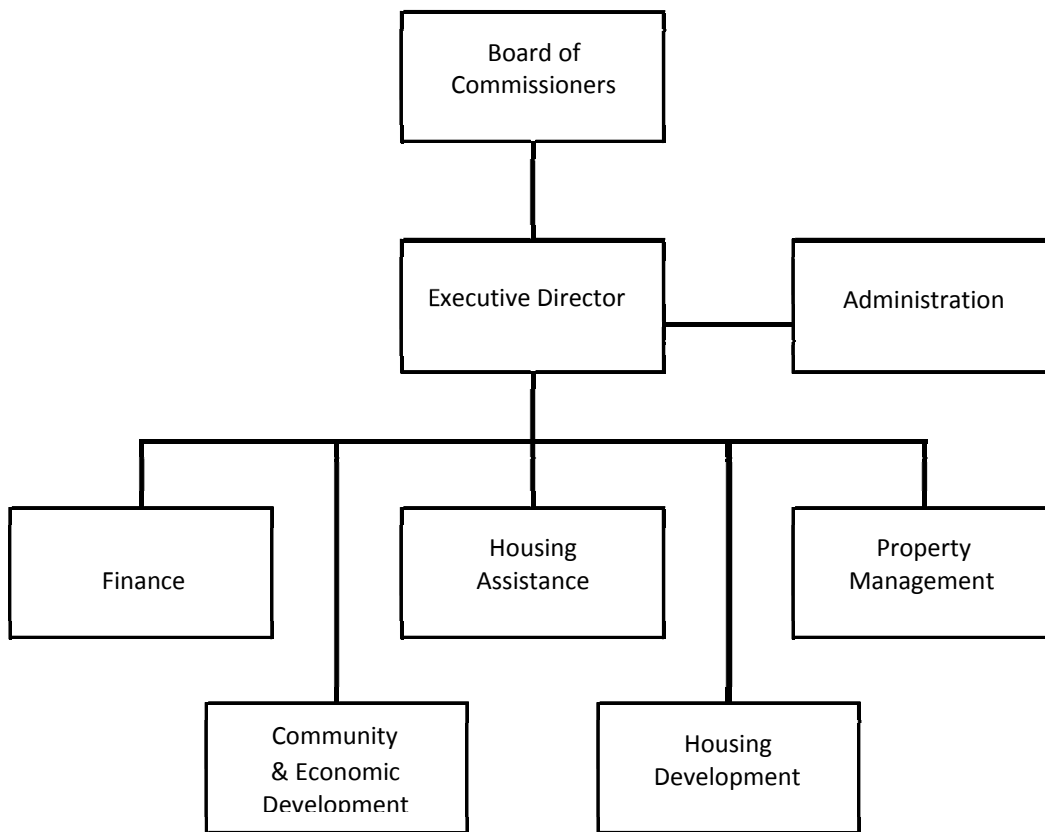 Board of
Commissioners
Executive Director
Administration
Finance
Housing
Assistance
Property
Management
Community
& Economic
Development
Housing
Development